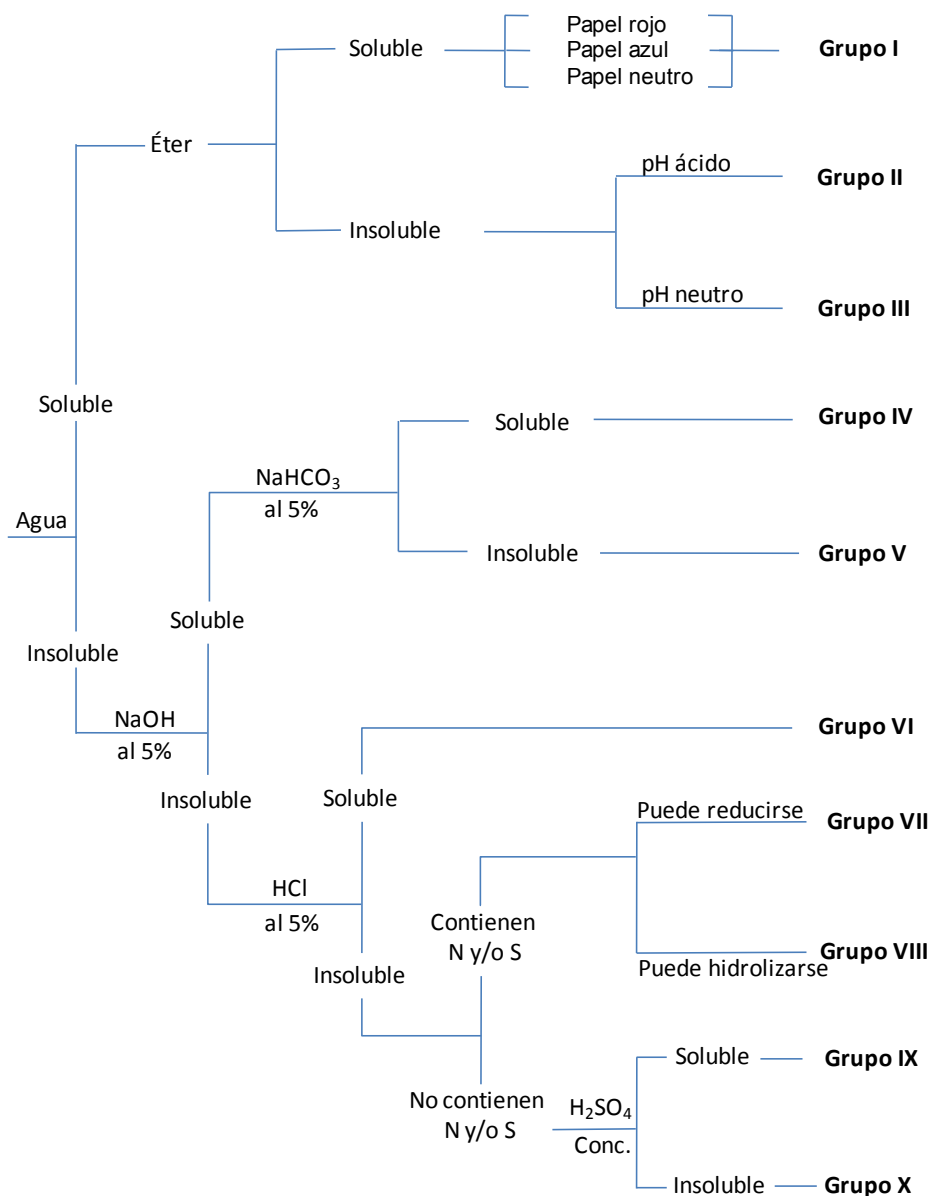 Soluble
Papel rojo
Papel azul
Papel neutro
Grupo I
Éter
Insoluble
pH ácido
Grupo II
pH neutro
Grupo III
Soluble
Agua
Insoluble
NaHCO₃
al 5%
Soluble
Grupo IV
Insoluble
Grupo V
Soluble
NaOH
al 5%
Insoluble
Grupo VI
Soluble
HCl
al 5%
Insoluble
Contienen
N y/o S
Puede reducirse
Grupo VII
Puede hidrolizarse
Grupo VIII
No contienen
N y/o S
H₂SO₄
Conc.
Soluble
Grupo IX
Insoluble
Grupo X